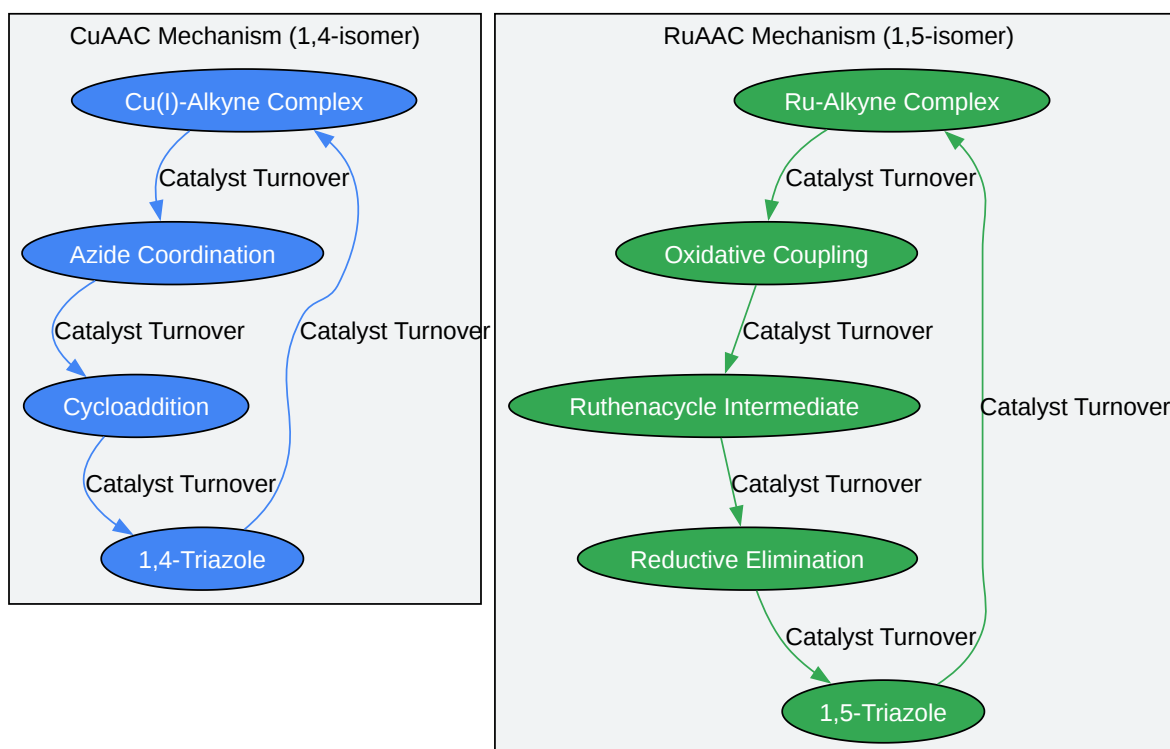 CuAAC Mechanism (1,4-isomer)
Cu(I)-Alkyne Complex
Catalyst Turnover
Azide Coordination
Catalyst Turnover
Catalyst Turnover
Cycloaddition
Catalyst Turnover
1,4-Triazole
RuAAC Mechanism (1,5-isomer)
Ru-Alkyne Complex
Catalyst Turnover
Oxidative Coupling
Catalyst Turnover
Ruthenacycle Intermediate
Catalyst Turnover
Catalyst Turnover
Reductive Elimination
Catalyst Turnover
1,5-Triazole